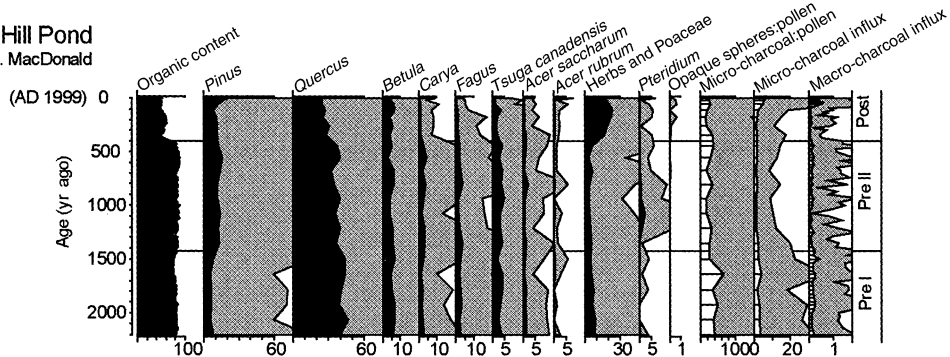 Hill Pond
. MacDonald
Organic content
Pinus
Quercus
Betula
Carya
Fagus
Tsuga canadensis
Acer saccharum
Acer rubrum
Herbs and Poaceae
Pteridium
Opaque spheres:pollen
Micro-charcoal:pollen
Micro-charcoal influx
Macro-charcoal influx
(AD 1999) 0
500
1000
1500
2000
Age (yr ago)
Post
Pre II
Pre I
100 60 60 10 10 10 5 5 5 30 5 1 1000 20 1